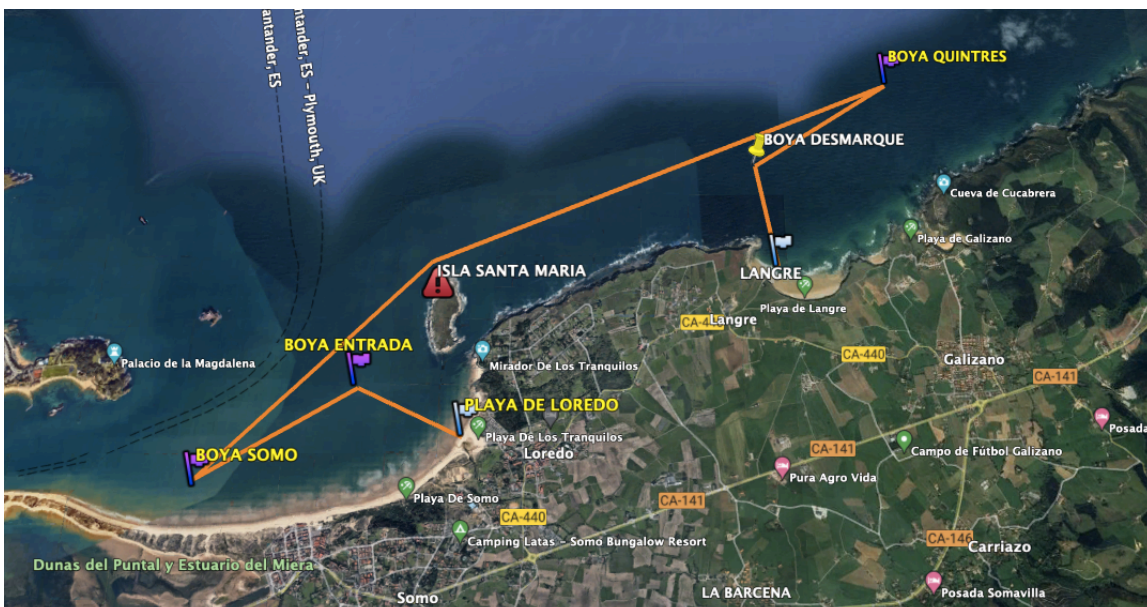 antander, ES
antander, ES – Plymouth, UK
BOYA QUINTRES
BOYA DESMARQUE
Cueva de Cucabrera
Playa de Galizano
ISLA SANTA MARIA
LANGRE
Playa de Langre
Langre
CA-440
Galizano
CA-141
BOYA ENTRADA
Palacio de la Magdalena
Mirador De Los Tranquilos
PLAYA DE LOREDO
Playa De Los Tranquilos
Loredo
Posada
CA-141
Campo de Fútbol Galizano
BOYA SOMO
Pura Agro Vida
Playa De Somo
CA-141
CA-440
Camping Latas – Somo Bungalow Resort
CA-146
Carriazo
Dunas del Puntal y Estuario del Miera
Somo
LA BARCENA
Posada Somavilla